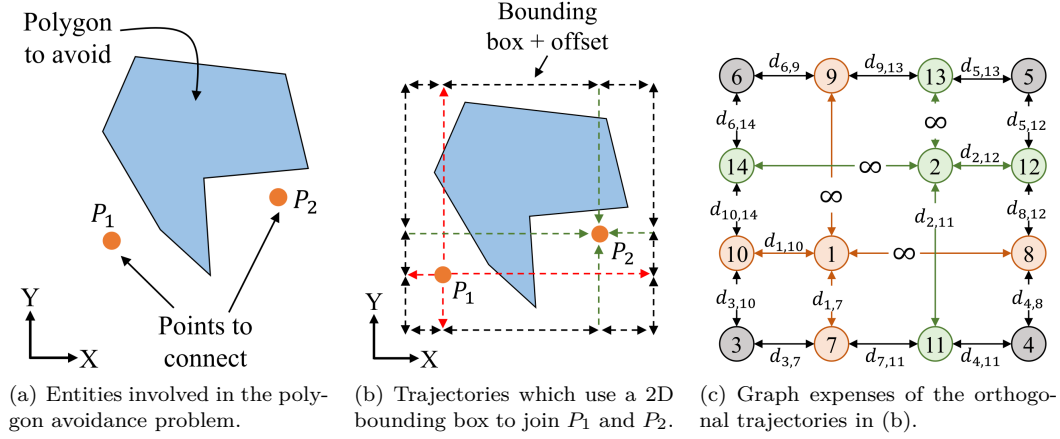 Polygon
to avoid
P₁
P₂
Y
X
Points to
connect
(a) Entities involved in the poly-
gon avoidance problem.
Bounding
box + offset
P₂
P₁
Y
X
(b) Trajectories which use a 2D
bounding box to join P₁ and P₂.
6 d₆,₉ 9 d₉,₁₃ 13 d₅,₁₃ 5
d₆,₁₄ ∞ d₅,₁₂
14 ∞ 2 d₂,₁₂ 12
d₁₀,₁₄ ∞ d₂,₁₁ d₈,₁₂
10 d₁,₁₀ 1 ∞ 8
d₃,₁₀ d₁,₇ d₄,₈
3 d₃,₇ 7 d₇,₁₁ 11 d₄,₁₁ 4
(c) Graph expenses of the orthogo-
nal trajectories in (b).